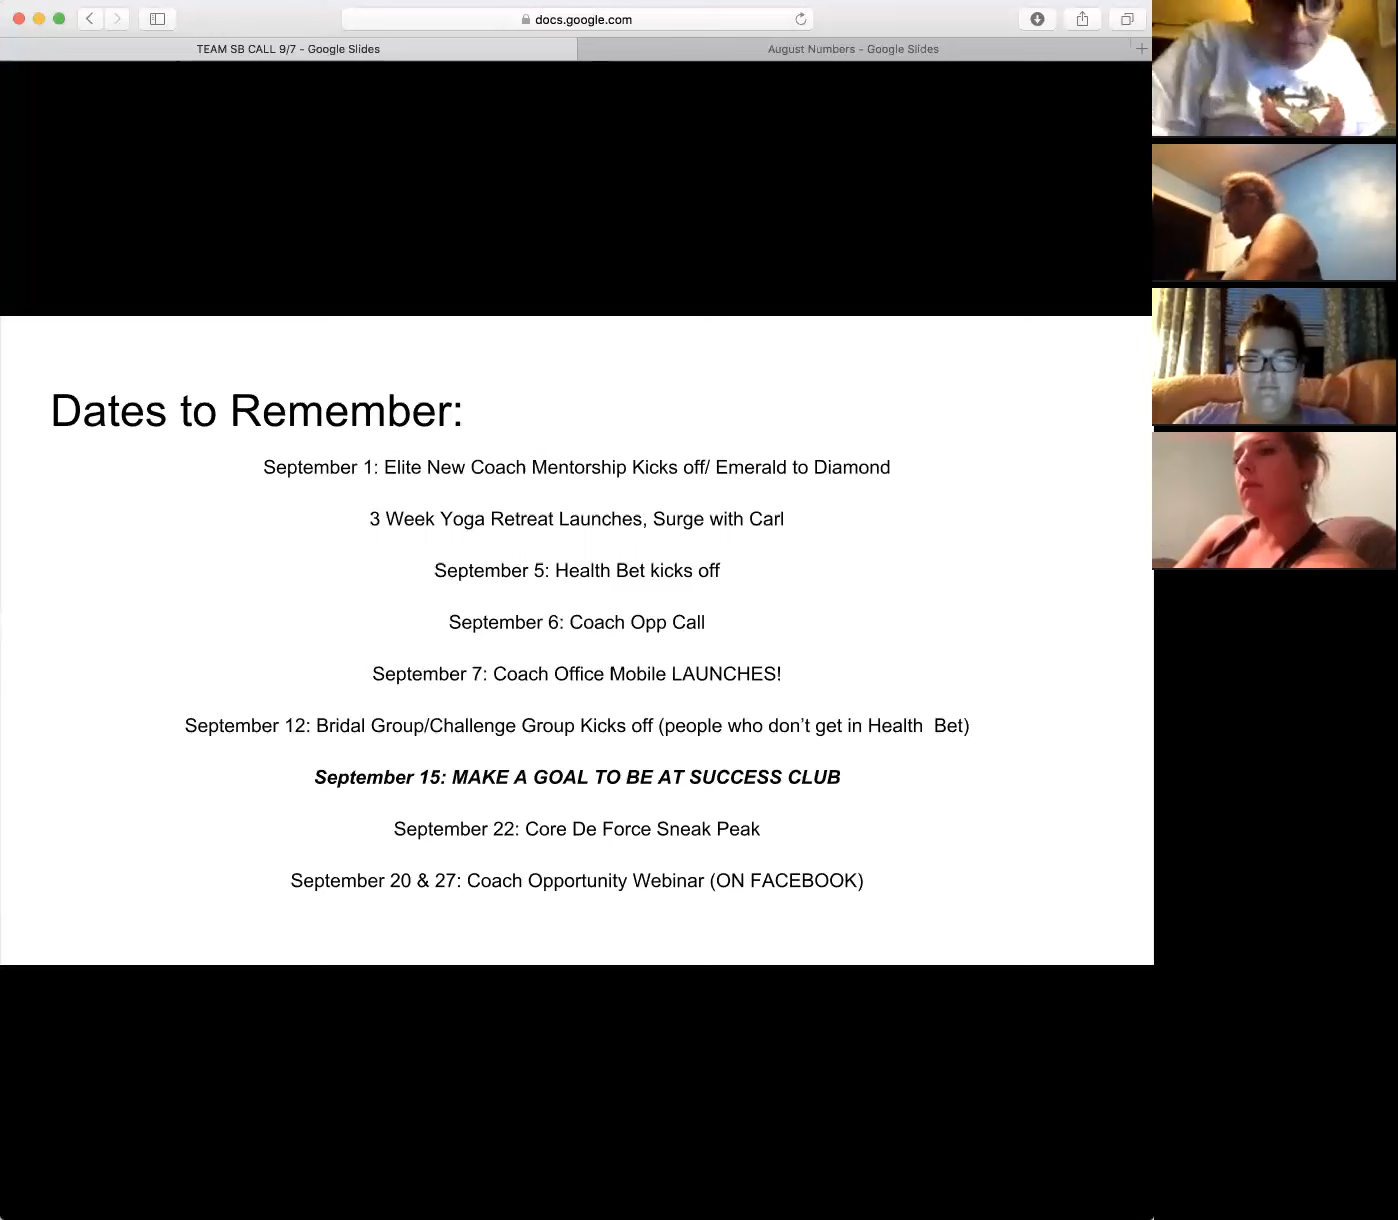 docs.google.com
TEAM SB CALL 9/7 - Google Slides
August Numbers - Google Slides
Dates to Remember:
September 1: Elite New Coach Mentorship Kicks off/ Emerald to Diamond
3 Week Yoga Retreat Launches, Surge with Carl
September 5: Health Bet kicks off
September 6: Coach Opp Call
September 7: Coach Office Mobile LAUNCHES!
September 12: Bridal Group/Challenge Group Kicks off (people who don't get in Health  Bet)
September 15: MAKE A GOAL TO BE AT SUCCESS CLUB
September 22: Core De Force Sneak Peak
September 20 & 27: Coach Opportunity Webinar (ON FACEBOOK)